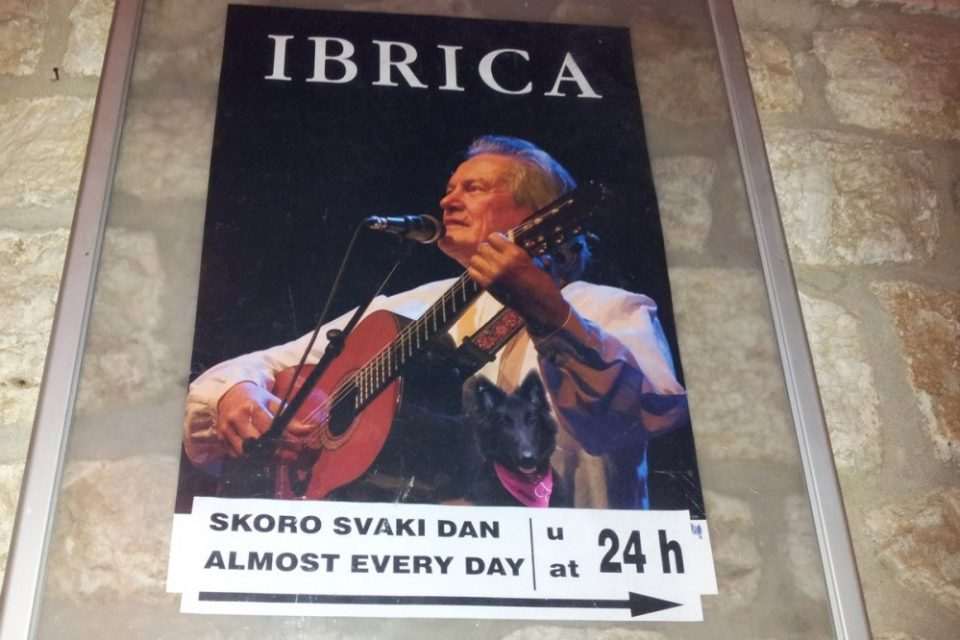 IBRICA
SKORO SVAKI DAN
ALMOST EVERY DAY
u
at
24 h